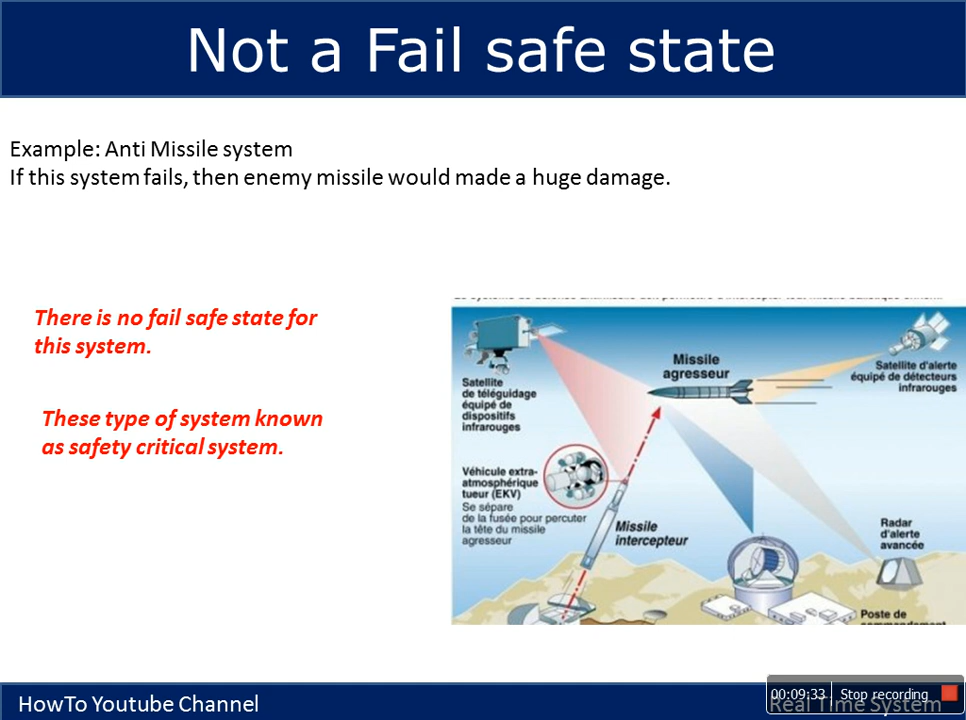 Not a Fail safe state
Example: Anti Missile system
If this system fails, then enemy missile would made a huge damage.
There is no fail safe state for
this system.
These type of system known
as safety critical system.
Missile
agresseur
Satellite d'alerte
équipé de détecteurs
infrarouges
Satellite
de téléguidage
équipé de
dispositifs
infrarouges
Véhicule extra-
atmosphérique
tueur (EKV)
Se sépare
de la fusée pour percuter
la tête du missile
agresseur
Missile
intercepteur
Radar
d'alerte
avancée
Poste de
HowTo Youtube Channel
00:09:33 Stop recording
Real Time System